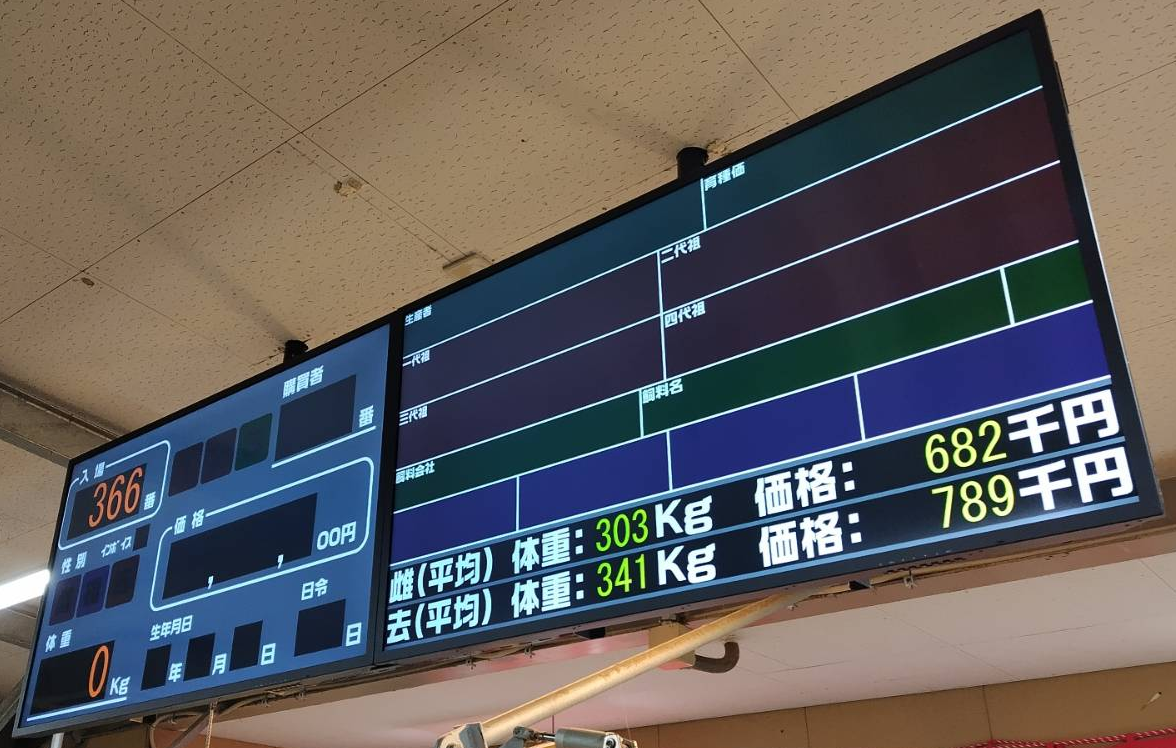 入場
366番
購買者
番
性別
インボイス
価格
,
,
00円
体重
0Kg
生年月日
年 月 日
日令
日
生産者
育種価
一代祖
二代祖
三代祖
四代祖
飼料会社
飼料名
雌(平均) 体重:303Kg 価格: 682千円
去(平均) 体重:341Kg 価格: 789千円